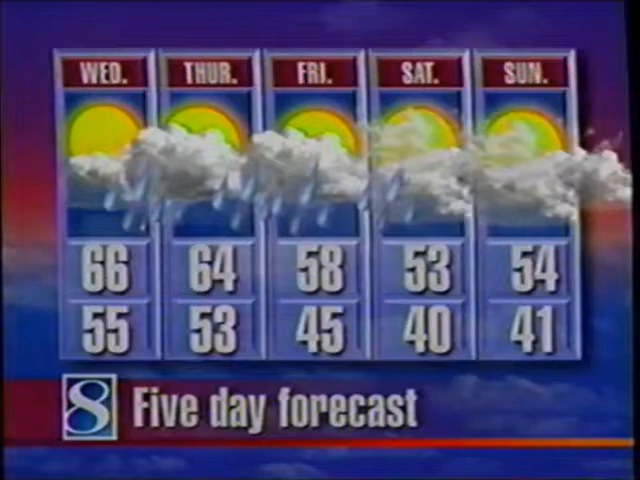 WED. THUR. FRI. SAT. SUN.
66 64 58 53 54
55 53 45 40 41
8 Five day forecast